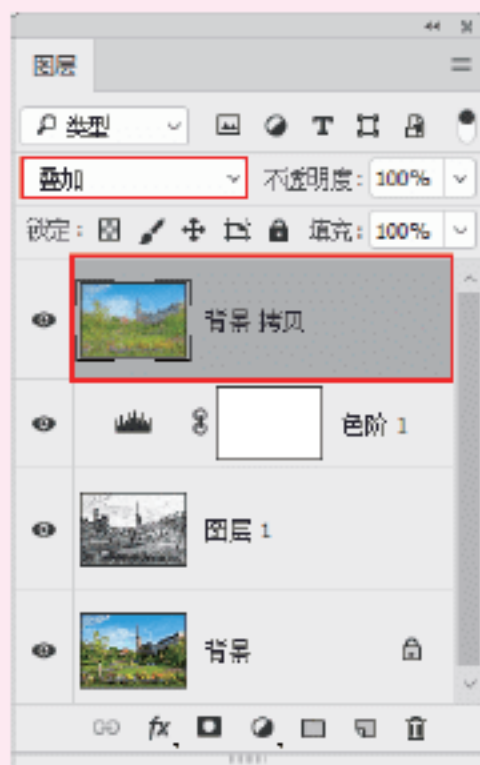 图层
类型
叠加 不透明度: 100%
锁定: 填充: 100%
背景 拷贝
色阶 1
图层 1
背景
fx